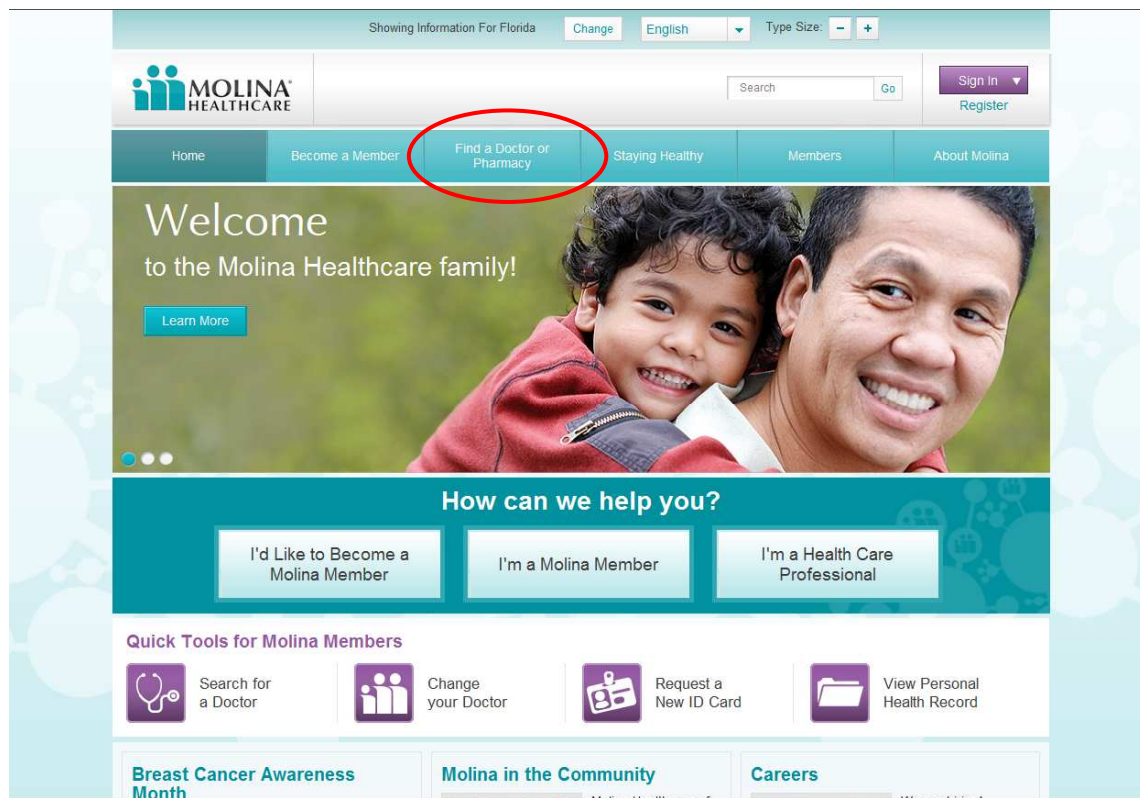 Showing Information For Florida Change English Type Size: - +
MOLINA®
HEALTHCARE
Search Go Sign In
Register
Home Become a Member Find a Doctor or Pharmacy Staying Healthy Members About Molina
Welcome
to the Molina Healthcare family!
Learn More
How can we help you?
I'd Like to Become a Molina Member
I'm a Molina Member
I'm a Health Care Professional
Quick Tools for Molina Members
Search for a Doctor
Change your Doctor
Request a New ID Card
View Personal Health Record
Breast Cancer Awareness Month
Molina in the Community
Careers